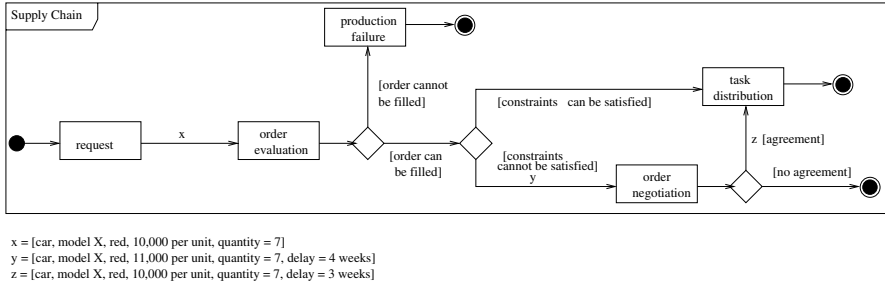 Supply Chain
production
failure
[order cannot
be filled]
[constraints can be satisfied]
task
distribution
request
x
order
evaluation
[order can
be filled]
[constraints
cannot be satisfied]
y
order
negotiation
z [agreement]
[no agreement]
x = [car, model X, red, 10,000 per unit, quantity = 7]
y = [car, model X, red, 11,000 per unit, quantity = 7, delay = 4 weeks]
z = [car, model X, red, 10,000 per unit, quantity = 7, delay = 3 weeks]